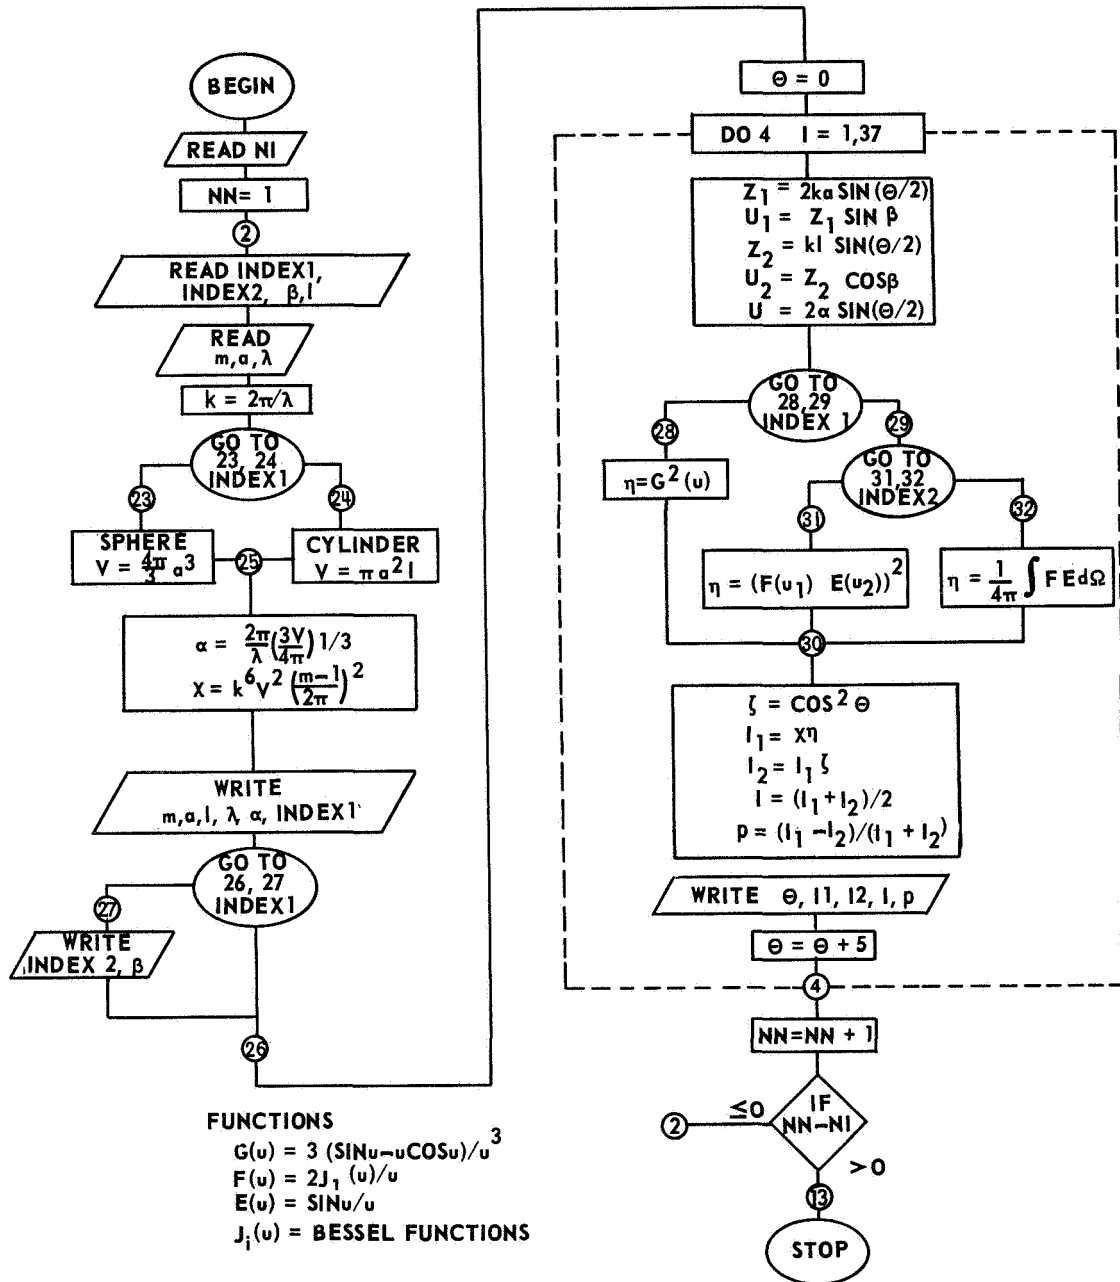 BEGIN
READ NI
NN= 1
2
READ INDEX1,
INDEX2, β,l
READ
m,a,λ
k = 2π/λ
GO TO
23, 24
INDEX1
23
24
SPHERE
V = 4π/3 a³
25
CYLINDER
V = π a² l
α = 2π/λ (3V/4π) 1/3
χ = k⁶ V² (m-1/2π)²
WRITE
m,a,l, λ, α, INDEX1
GO TO
26, 27
INDEX1
27
WRITE
INDEX 2, β
26
FUNCTIONS
G(u) = 3 (SINu-uCOSu)/u³
F(u) = 2J₁ (u)/u
E(u) = SINu/u
Jᵢ(u) = BESSEL FUNCTIONS
Θ = 0
DO 4 I = 1,37
Z₁ = 2ka SIN(Θ/2)
U₁ = Z₁ SIN β
Z₂ = kl SIN(Θ/2)
U₂ = Z₂ COSβ
U = 2α SIN(Θ/2)
GO TO
28,29
INDEX 1
28
29
η=G² (u)
GO TO
31,32
INDEX2
31
32
η = (F(u₁) E(u₂))²
η = 1/4π ∫ F E dΩ
30
ζ = COS² Θ
I₁ = χη
I₂ = I₁ ζ
I = (I₁+I₂)/2
p = (I₁ -I₂)/(I₁ + I₂)
WRITE Θ, I1, I2, I, p
Θ = Θ + 5
4
NN=NN + 1
IF
NN-NI
≤0
2
>0
13
STOP